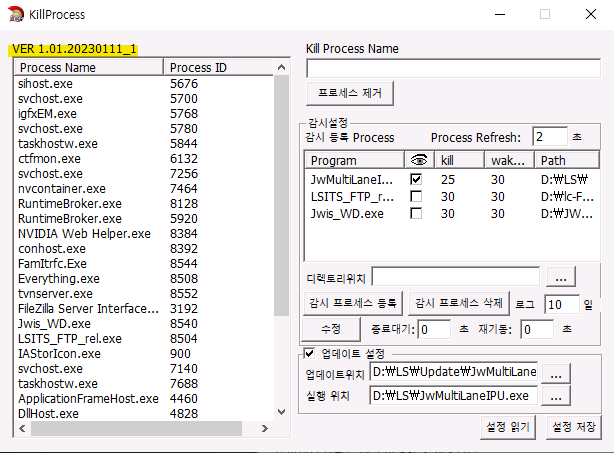 KillProcess
VER 1.01.20230111_1
Process Name Process ID
sihost.exe 5676
svchost.exe 5700
igfxEM.exe 5768
svchost.exe 5780
taskhostw.exe 5844
ctfmon.exe 6132
svchost.exe 7256
nvcontainer.exe 7464
RuntimeBroker.exe 8128
RuntimeBroker.exe 5920
NVIDIA Web Helper.exe 8384
conhost.exe 8392
FamItrfc.exe 8544
Everything.exe 8508
tvnserver.exe 8552
FileZilla Server Interface... 3192
Jwis_WD.exe 8540
LSITS_FTP_rel.exe 8504
IAStorIcon.exe 900
svchost.exe 7140
taskhostw.exe 7688
ApplicationFrameHost.exe 4460
DllHost.exe 4828
Kill Process Name
프로세스 제거
감시설정
감시 등록 Process Process Refresh: 2 초
Program kill wak... Path
JwMultiLaneI... 25 30 D:₩LS₩
LSITS_FTP_r... 30 30 D:₩lc-F...
Jwis_WD.exe 30 30 D:₩JW...
디렉토리위치 ...
감시 프로세스 등록 감시 프로세스 삭제 로그 10 일
수정 종료대기: 0 초 재기동: 0 초
업데이트 설정
업데이트위치 D:₩LS₩Update₩JwMultiLane ...
실행 위치 D:₩LS₩JwMultiLaneIPU.exe ...
설정 읽기 설정 저장